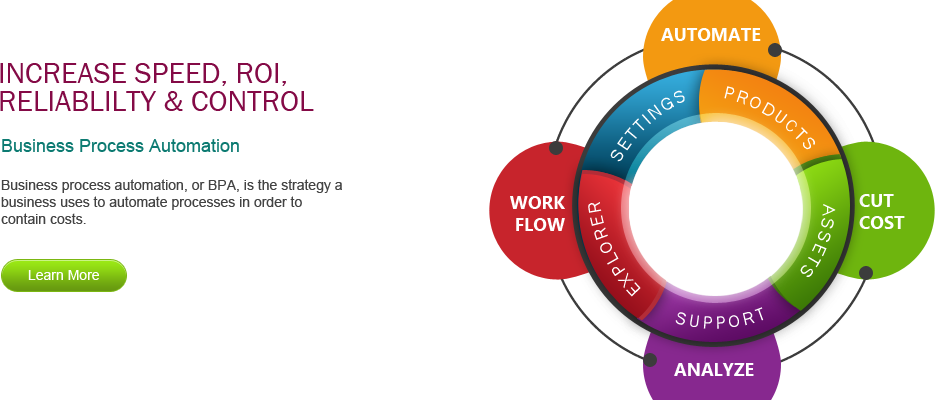 INCREASE SPEED, ROI,
RELIABLILTY & CONTROL
Business Process Automation
Business process automation, or BPA, is the strategy a
business uses to automate processes in order to
contain costs.
Learn More
AUTOMATE
SETTINGS
PRODUCTS
WORK
FLOW
EXPLORER
ASSETS
CUT
COST
SUPPORT
ANALYZE